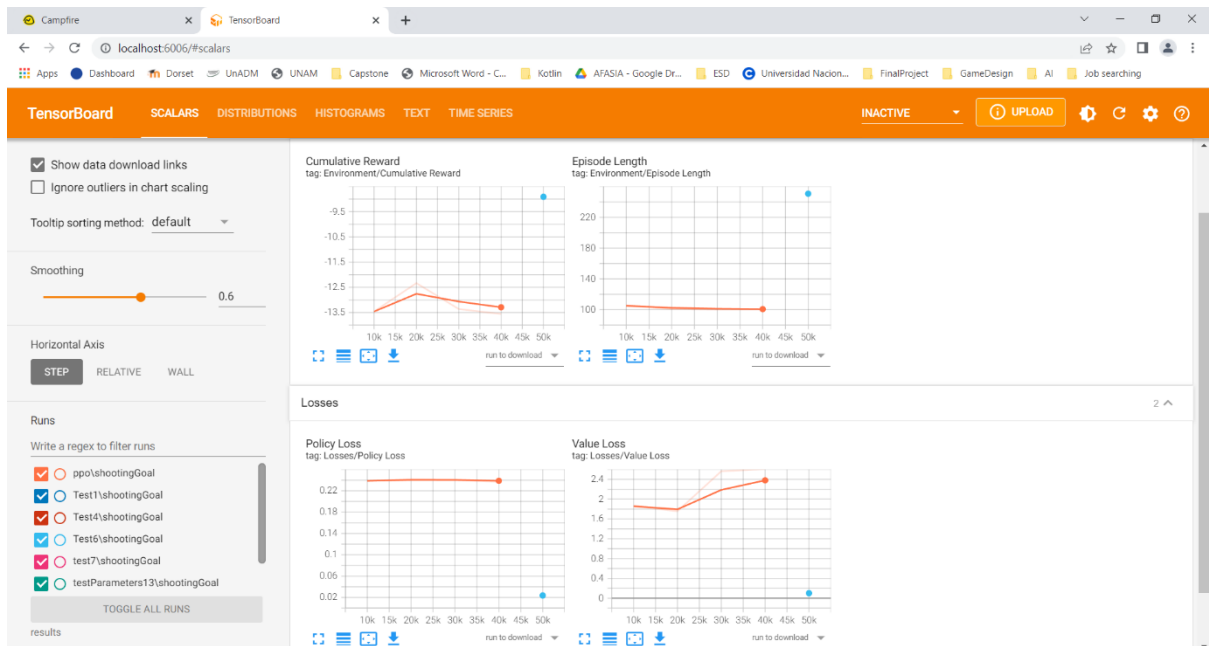 Campfire
TensorBoard
localhost:6006/#scalars
Apps Dashboard Dorset UnADM UNAM Capstone Microsoft Word - C... Kotlin AFASIA - Google Dr... ESD Universidad Nacion... FinalProject GameDesign AI Job searching
TensorBoard SCALARS DISTRIBUTIONS HISTOGRAMS TEXT TIME SERIES INACTIVE UPLOAD
Show data download links
Ignore outliers in chart scaling
Tooltip sorting method: default
Smoothing
0.6
Horizontal Axis
STEP RELATIVE WALL
Runs
Write a regex to filter runs
ppo\shootingGoal
Test1\shootingGoal
Test4\shootingGoal
Test6\shootingGoal
test7\shootingGoal
testParameters13\shootingGoal
TOGGLE ALL RUNS
results
Cumulative Reward
tag: Environment/Cumulative Reward
-9.5
-10.5
-11.5
-12.5
-13.5
10k 15k 20k 25k 30k 35k 40k 45k 50k
run to download
Episode Length
tag: Environment/Episode Length
220
180
140
100
10k 15k 20k 25k 30k 35k 40k 45k 50k
run to download
Losses
2
Policy Loss
tag: Losses/Policy Loss
0.22
0.18
0.14
0.1
0.06
0.02
10k 15k 20k 25k 30k 35k 40k 45k 50k
run to download
Value Loss
tag: Losses/Value Loss
2.4
2
1.6
1.2
0.8
0.4
0
10k 15k 20k 25k 30k 35k 40k 45k 50k
run to download